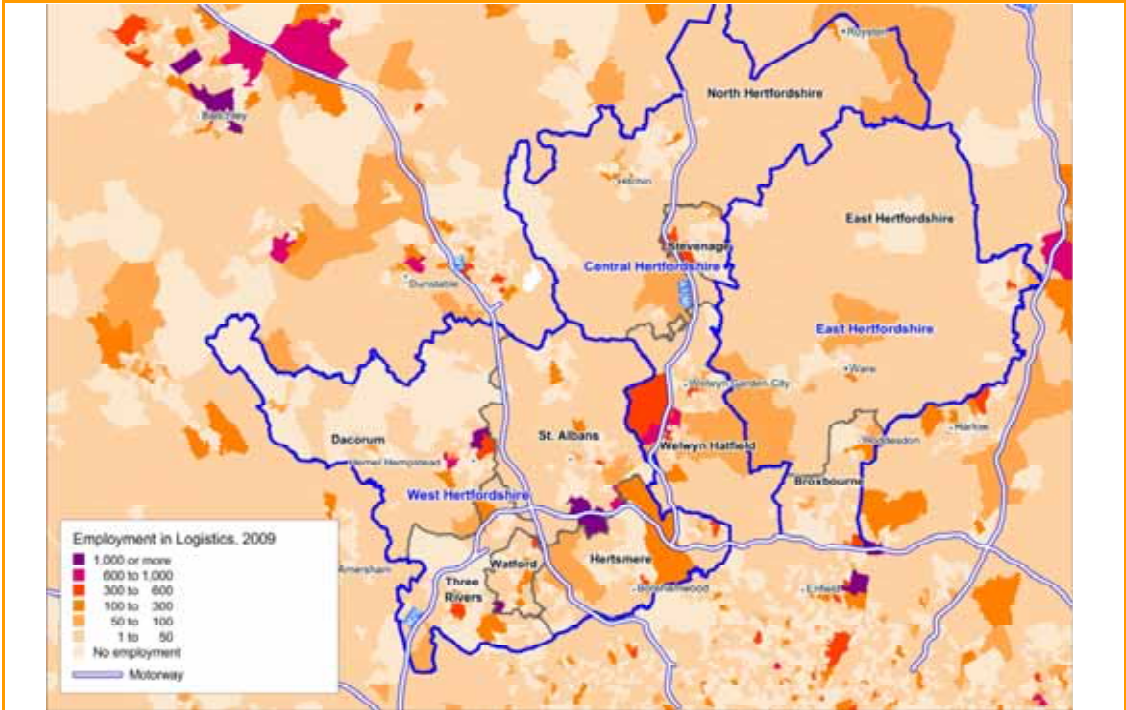 Royston
North Hertfordshire
Bletchley
Hitchin
East Hertfordshire
Stevenage
Central Hertfordshire
Dunstable
East Hertfordshire
Ware
Welwyn Garden City
Dacorum
St. Albans
Welwyn Hatfield
Hoddesdon
Harlow
Hemel Hempstead
Broxbourne
West Hertfordshire
Employment in Logistics, 2009
1,000 or more
600 to 1,000
300 to 600
100 to 300
50 to 100
1 to 50
No employment
Motorway
Amersham
Watford
Hertsmere
Three
Rivers
Borehamwood
Enfield